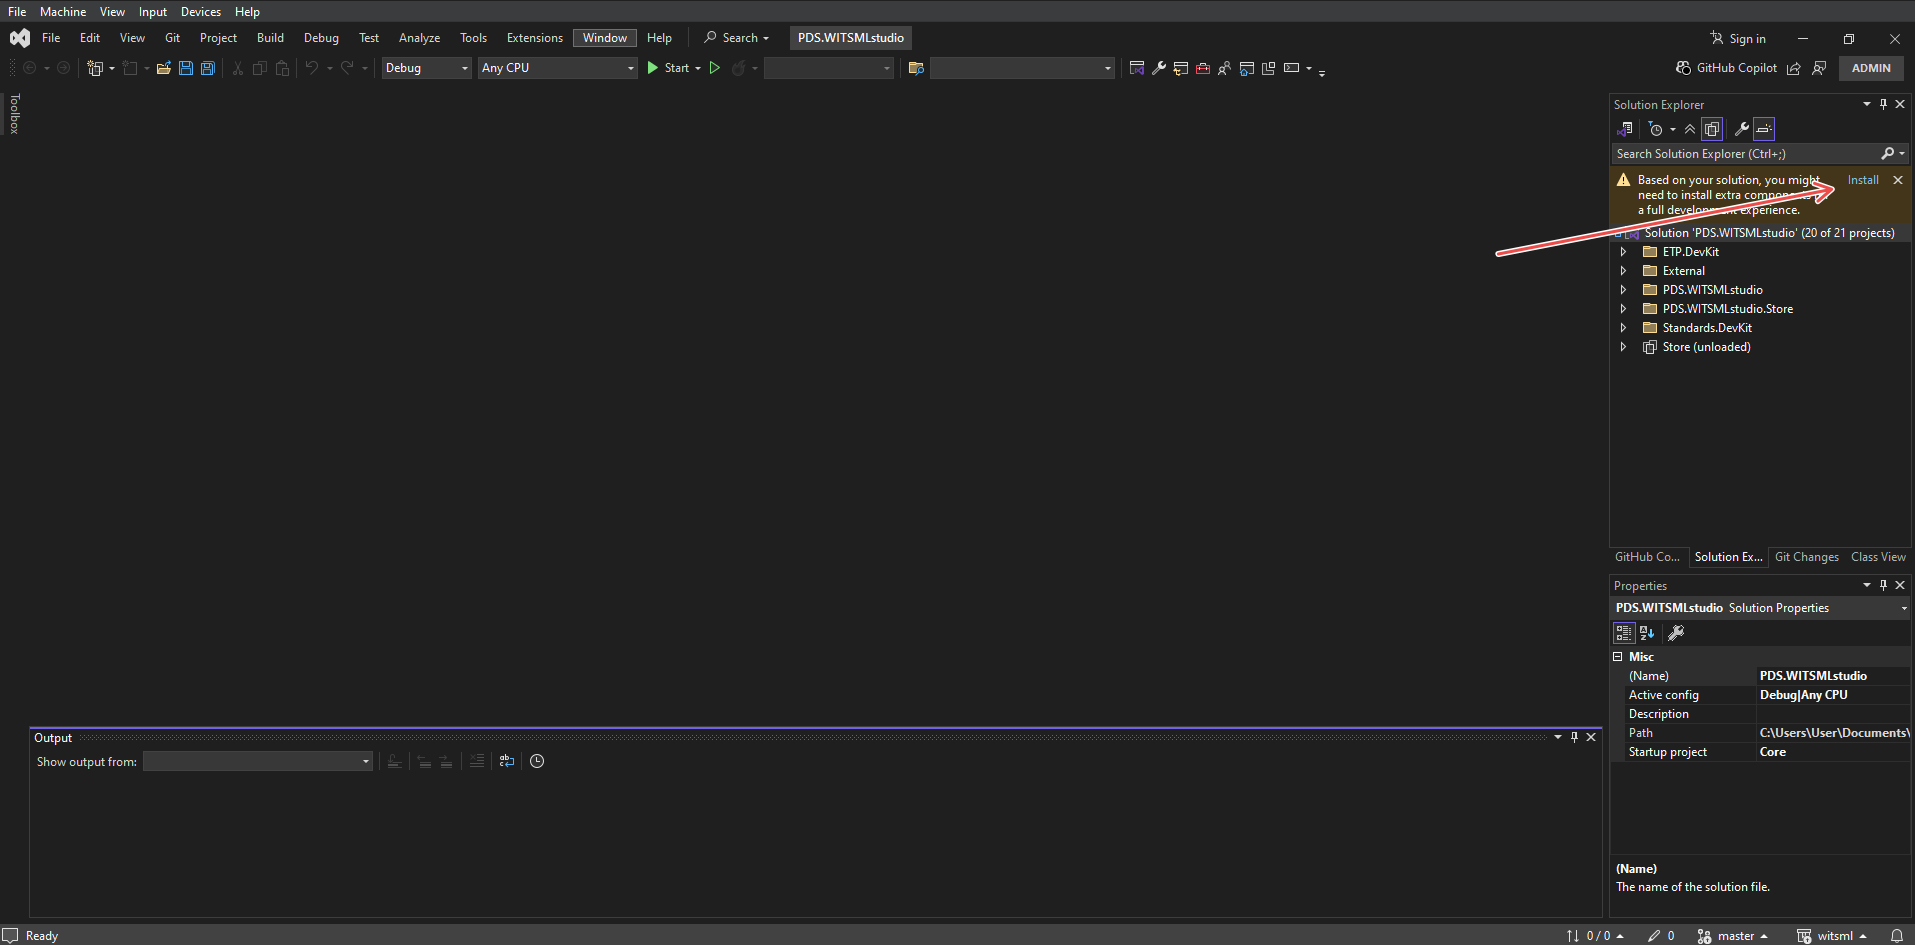 File Machine View Input Devices Help
File Edit View Git Project Build Debug Test Analyze Tools Extensions Window Help Search PDS.WITSMLstudio Sign in
Debug Any CPU Start GitHub Copilot ADMIN
Toolbox
Solution Explorer
Search Solution Explorer (Ctrl+;)
Based on your solution, you might Install
need to install extra components
a full development experience.
Solution 'PDS.WITSMLstudio' (20 of 21 projects)
ETP.DevKit
External
PDS.WITSMLstudio
PDS.WITSMLstudio.Store
Standards.DevKit
Store (unloaded)
GitHub Co... Solution Ex... Git Changes Class View
Properties
PDS.WITSMLstudio Solution Properties
Misc
(Name) PDS.WITSMLstudio
Active config Debug|Any CPU
Description
Path C:\Users\User\Documents\
Startup project Core
(Name)
The name of the solution file.
Output
Show output from:
Ready 0 / 0 0 master witsml